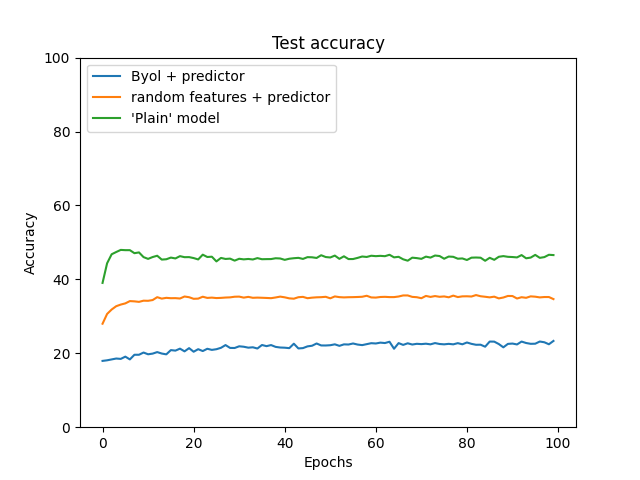 Test accuracy
100
80
60
40
20
0
Accuracy
Byol + predictor
random features + predictor
'Plain' model
0 20 40 60 80 100
Epochs